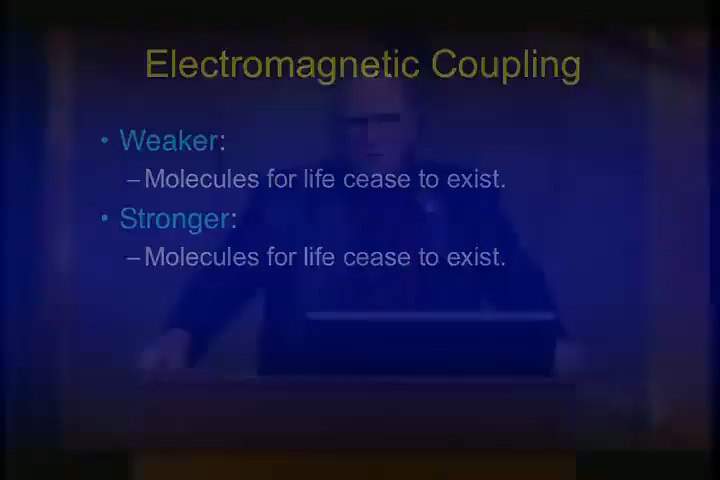 Electromagnetic Coupling
• Weaker:
–Molecules for life cease to exist.
• Stronger:
–Molecules for life cease to exist.